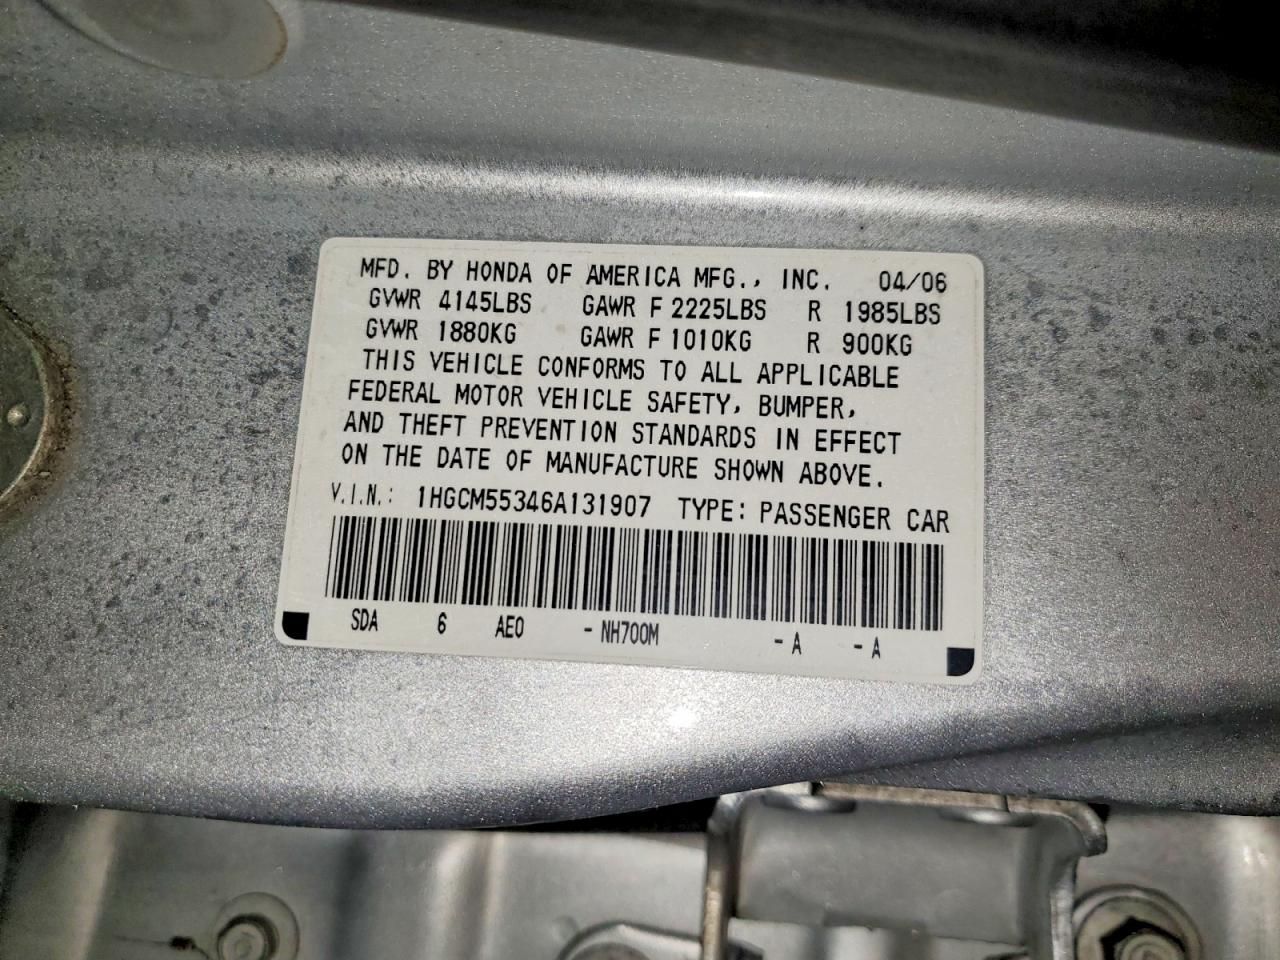 MFD. BY HONDA OF AMERICA MFG., INC. 04/06
GVWR 4145LBS GAWR F 2225LBS R 1985LBS
GVWR 1880KG GAWR F 1010KG R 900KG
THIS VEHICLE CONFORMS TO ALL APPLICABLE
FEDERAL MOTOR VEHICLE SAFETY, BUMPER,
AND THEFT PREVENTION STANDARDS IN EFFECT
ON THE DATE OF MANUFACTURE SHOWN ABOVE.
V.I.N.: 1HGCM55346A131907 TYPE: PASSENGER CAR
SDA 6 AE0 -NH700M -A -A